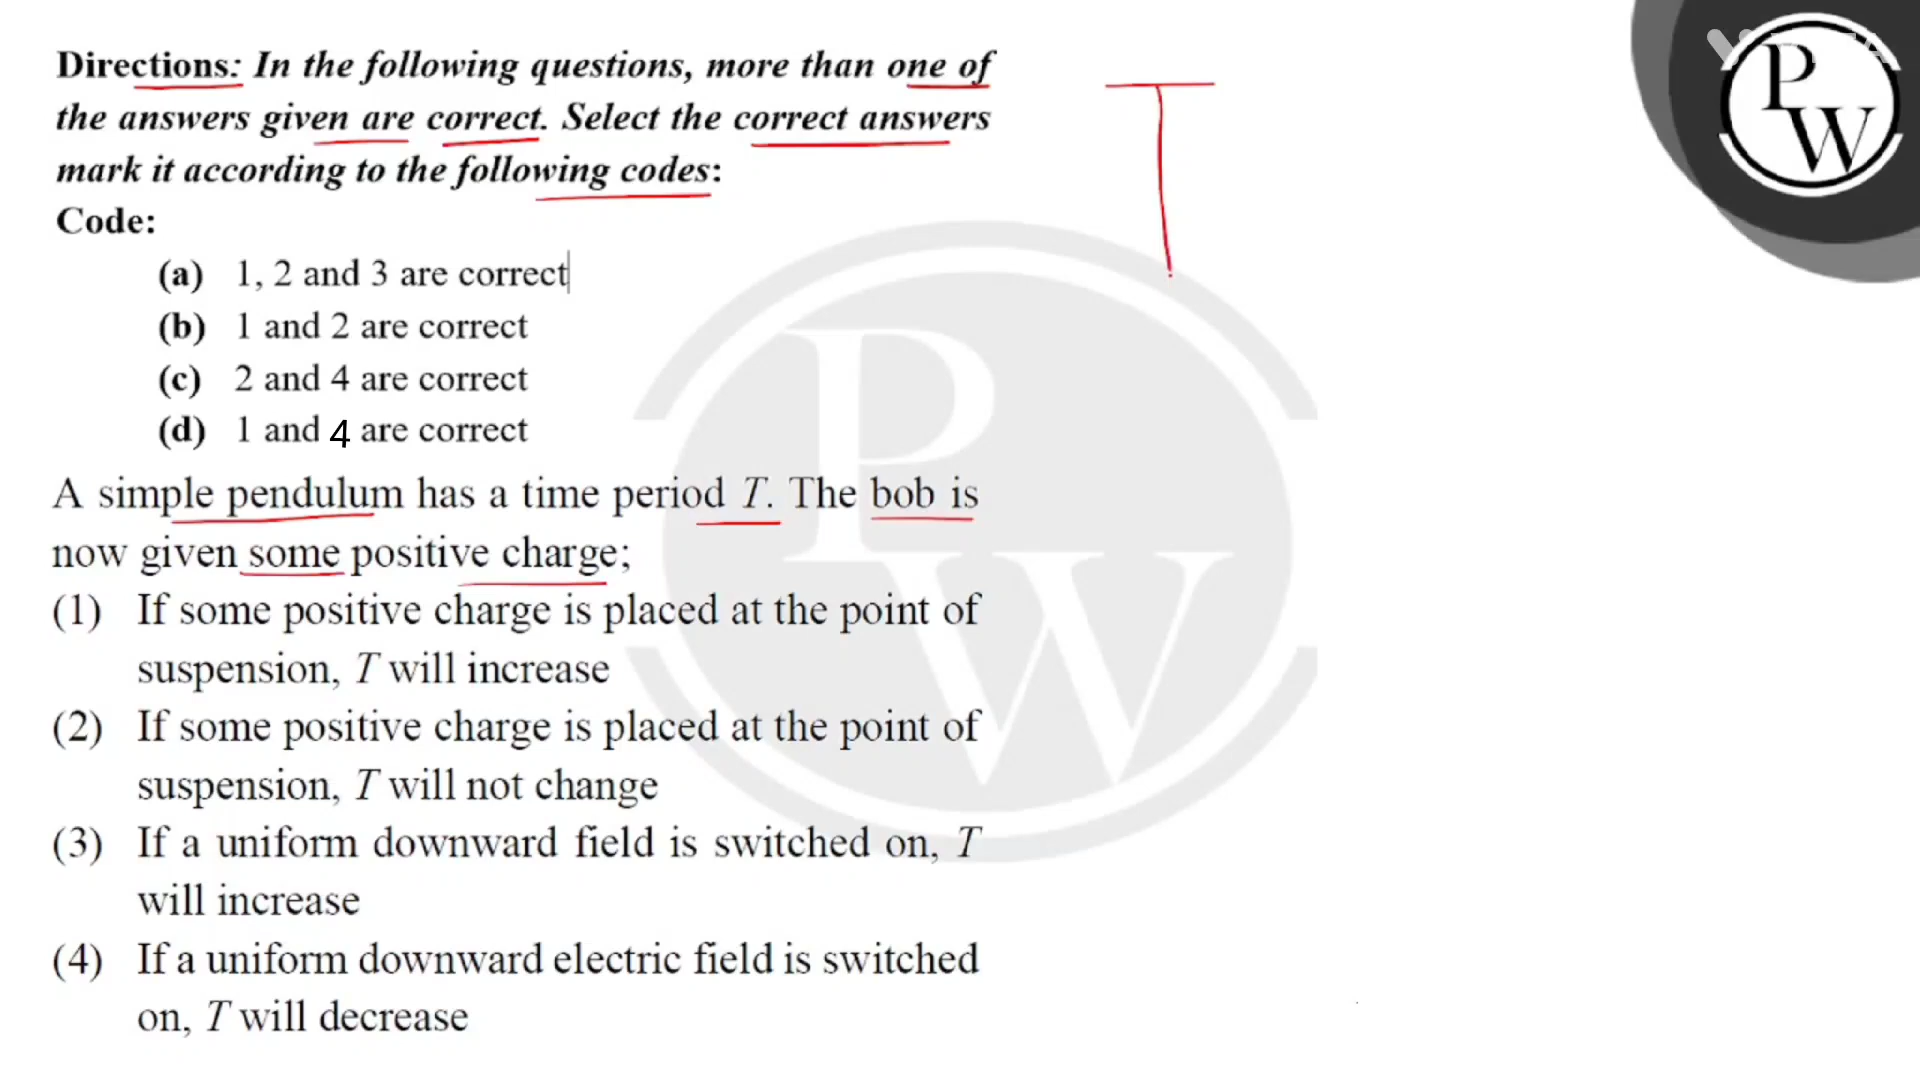 Directions: In the following questions, more than one of
the answers given are correct. Select the correct answers
mark it according to the following codes:
Code:
(a) 1, 2 and 3 are correct
(b) 1 and 2 are correct
(c) 2 and 4 are correct
(d) 1 and 4 are correct
A simple pendulum has a time period T. The bob is
now given some positive charge;
(1) If some positive charge is placed at the point of
suspension, T will increase
(2) If some positive charge is placed at the point of
suspension, T will not change
(3) If a uniform downward field is switched on, T
will increase
(4) If a uniform downward electric field is switched
on, T will decrease
P
W
P
W